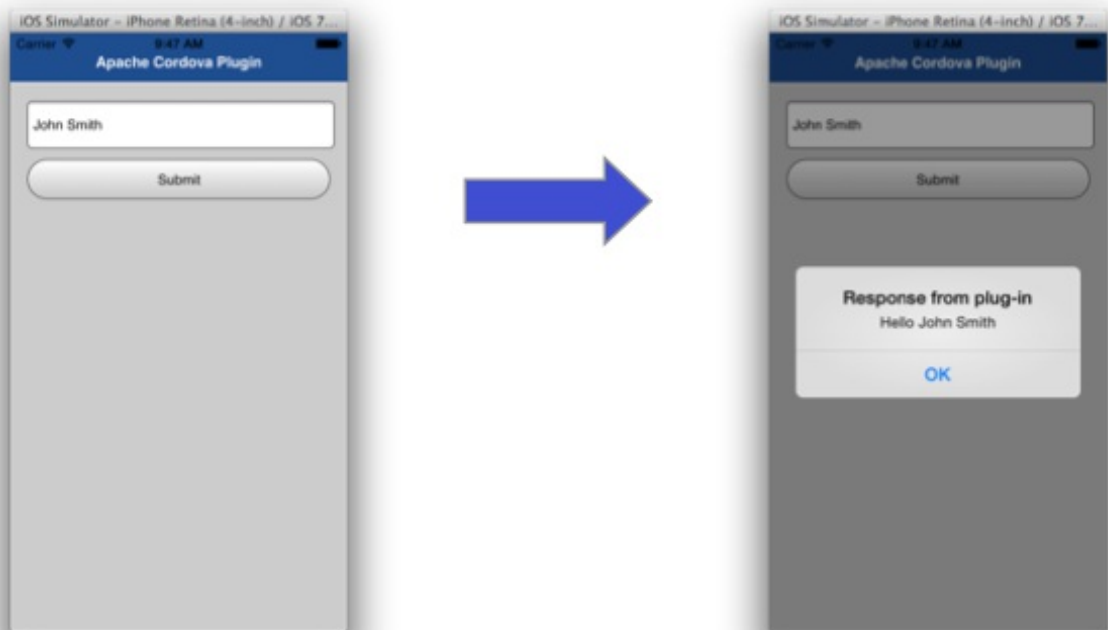 iOS Simulator - iPhone Retina (4-inch) / iOS 7...
Carrier 9:47 AM
Apache Cordova Plugin
John Smith
Submit
iOS Simulator - iPhone Retina (4-inch) / iOS 7...
Carrier 9:47 AM
Apache Cordova Plugin
John Smith
Submit
Response from plug-in
Hello John Smith
OK